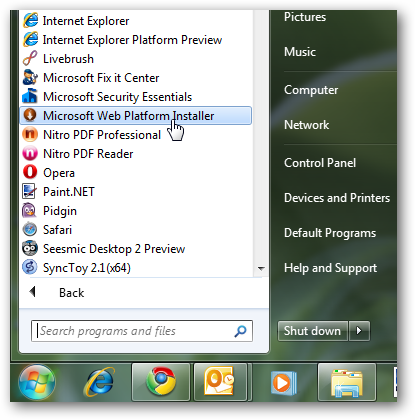 Internet Explorer
Internet Explorer Platform Preview
Livebrush
Microsoft Fix it Center
Microsoft Security Essentials
Microsoft Web Platform Installer
Nitro PDF Professional
Nitro PDF Reader
Opera
Paint.NET
Pidgin
Safari
Seesmic Desktop 2 Preview
SyncToy 2.1(x64)
Back
Search programs and files
Pictures
Music
Computer
Network
Control Panel
Devices and Printers
Default Programs
Help and Support
Shut down